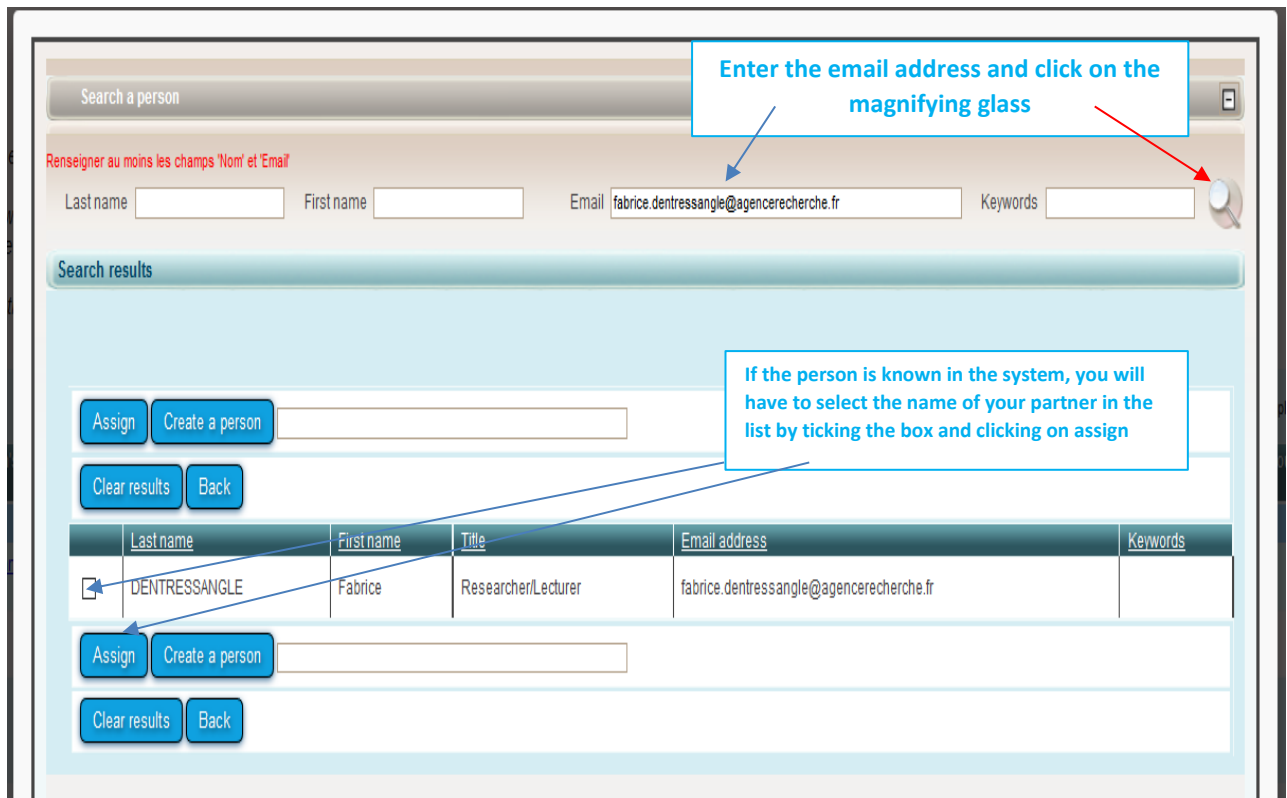 Enter the email address and click on the
magnifying glass
Search a person
Renseigner au moins les champs 'Nom' et 'Email'
Last name First name Email fabrice.dentressangle@agencerecherche.fr Keywords
Search results
If the person is known in the system, you will
have to select the name of your partner in the
list by ticking the box and clicking on assign
Assign Create a person
Clear results Back
Last name First name Title Email address Keywords
DENTRESSANGLE Fabrice Researcher/Lecturer fabrice.dentressangle@agencerecherche.fr
Assign Create a person
Clear results Back